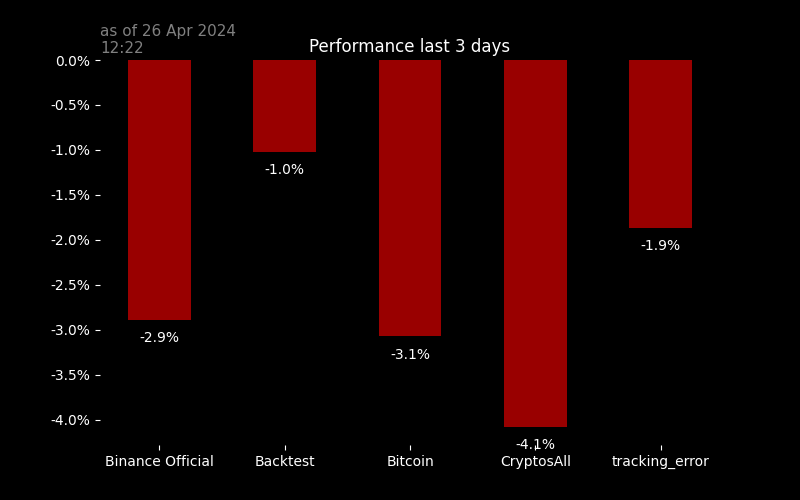 as of 26 Apr 2024
12:22
Performance last 3 days
0.0%
-0.5%
-1.0%
-1.5%
-2.0%
-2.5%
-3.0%
-3.5%
-4.0%
-2.9%
-1.0%
-3.1%
-4.1%
-1.9%
Binance Official
Backtest
Bitcoin
CryptosAll
tracking_error